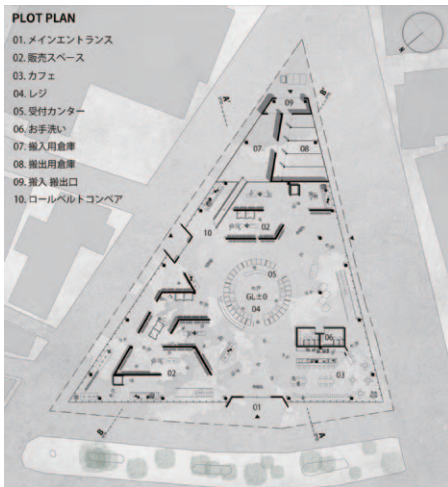 PLOT PLAN
01. メインエントランス
02. 販売スペース
03. カフェ
04. レジ
05. 受付カンター
06. お手洗い
07. 搬入用倉庫
08. 搬出用倉庫
09. 搬入 搬出口
10. ロールベルトコンベア
09
A'
B'
07
08
02
10
05
GL±0
04
06
03
02
01
B
A